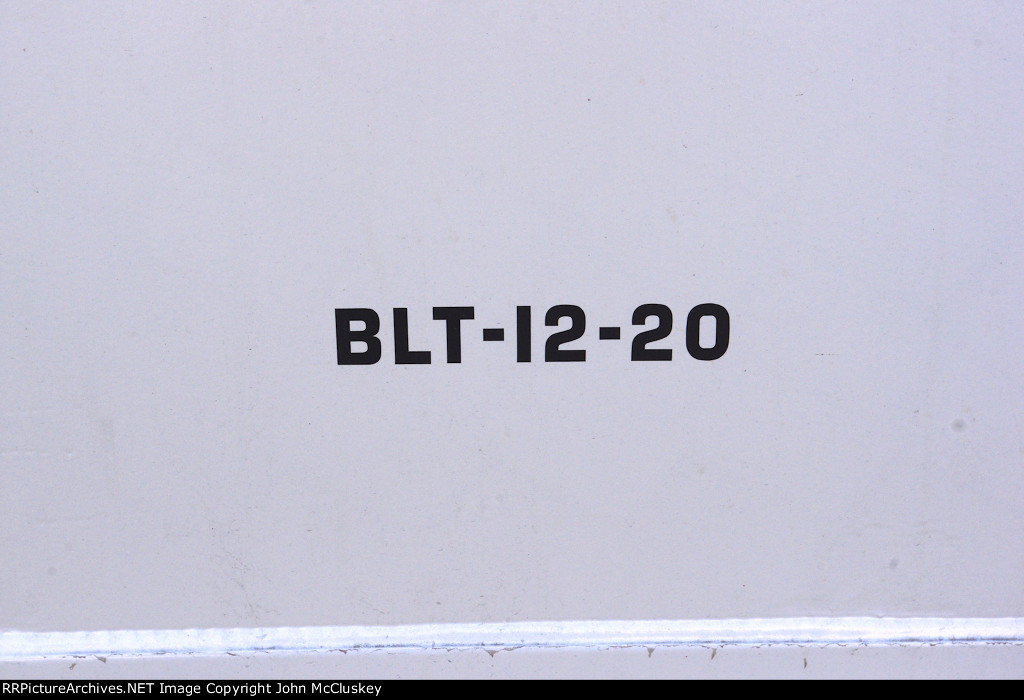 BLT-12-20
RRPictureArchives.NET Image Copyright John McCluskey